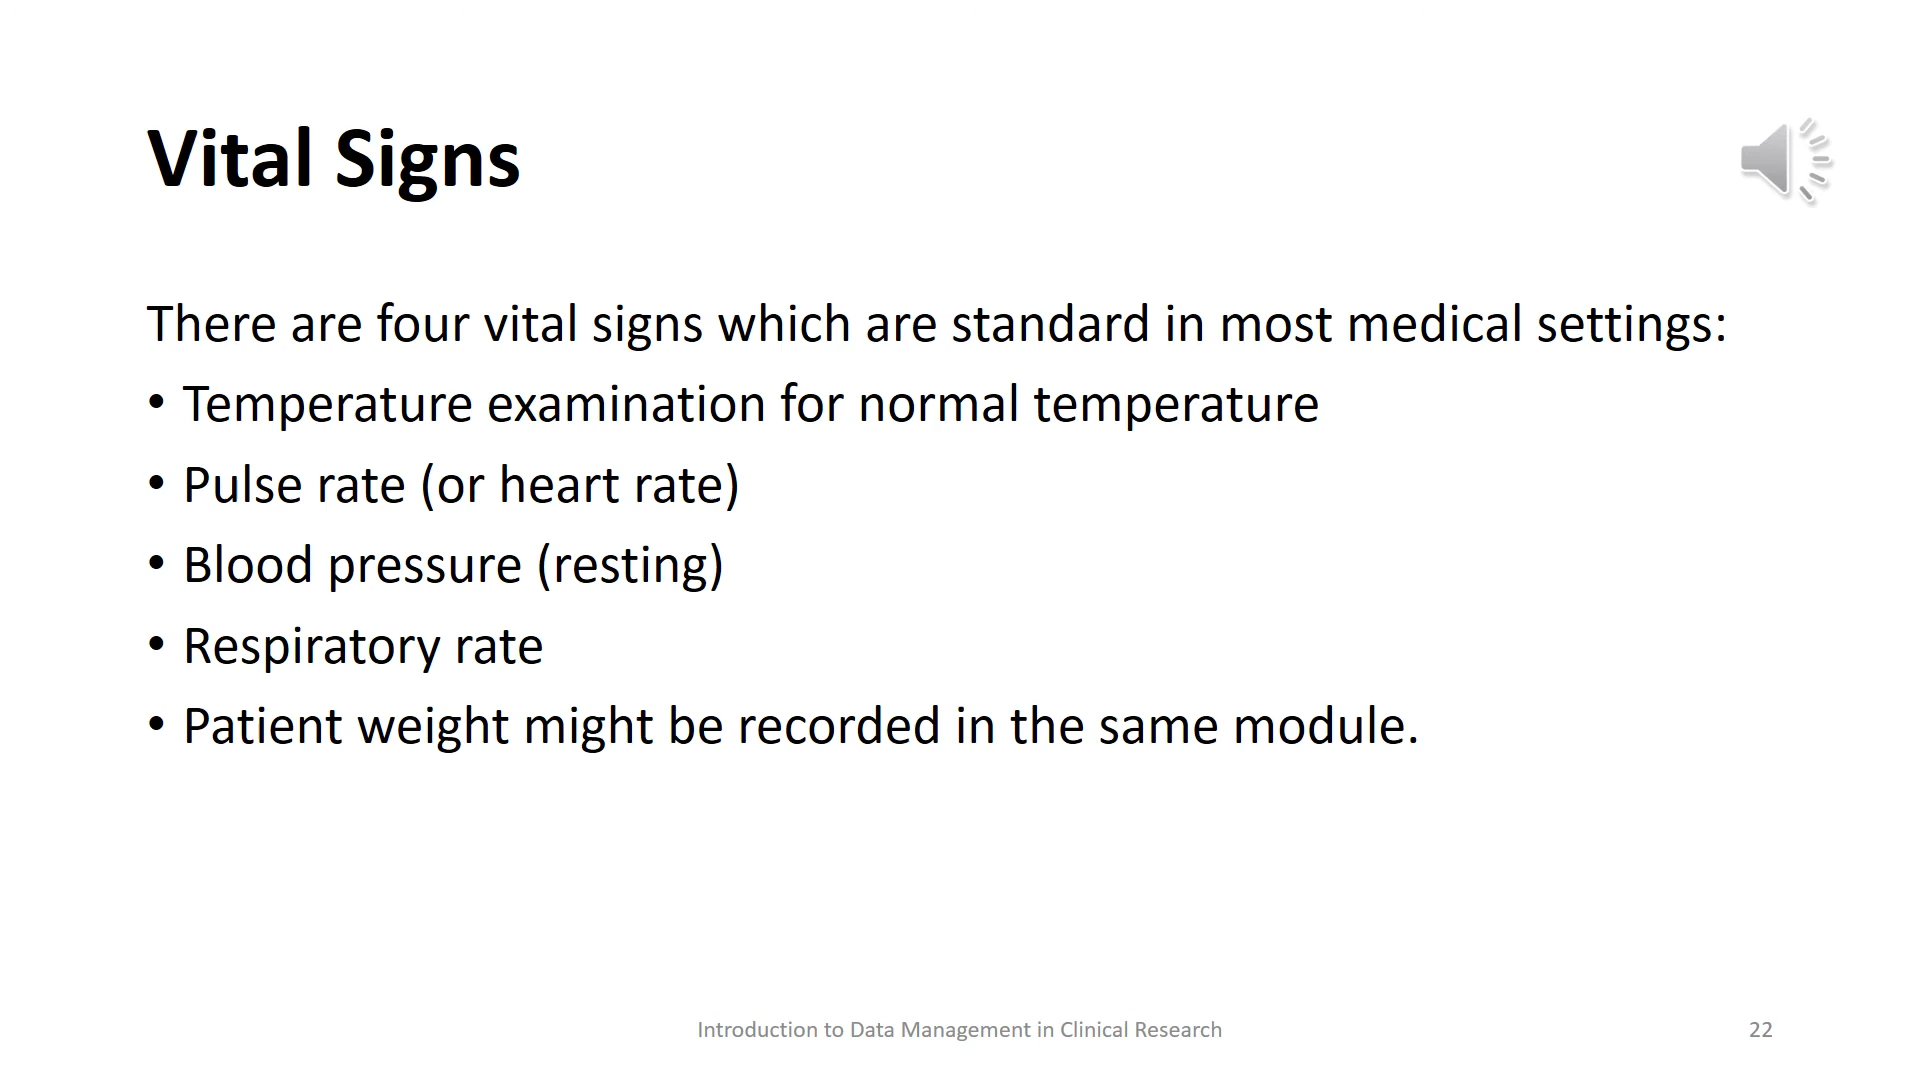 Vital Signs
There are four vital signs which are standard in most medical settings:
• Temperature examination for normal temperature
• Pulse rate (or heart rate)
• Blood pressure (resting)
• Respiratory rate
• Patient weight might be recorded in the same module.
Introduction to Data Management in Clinical Research
22